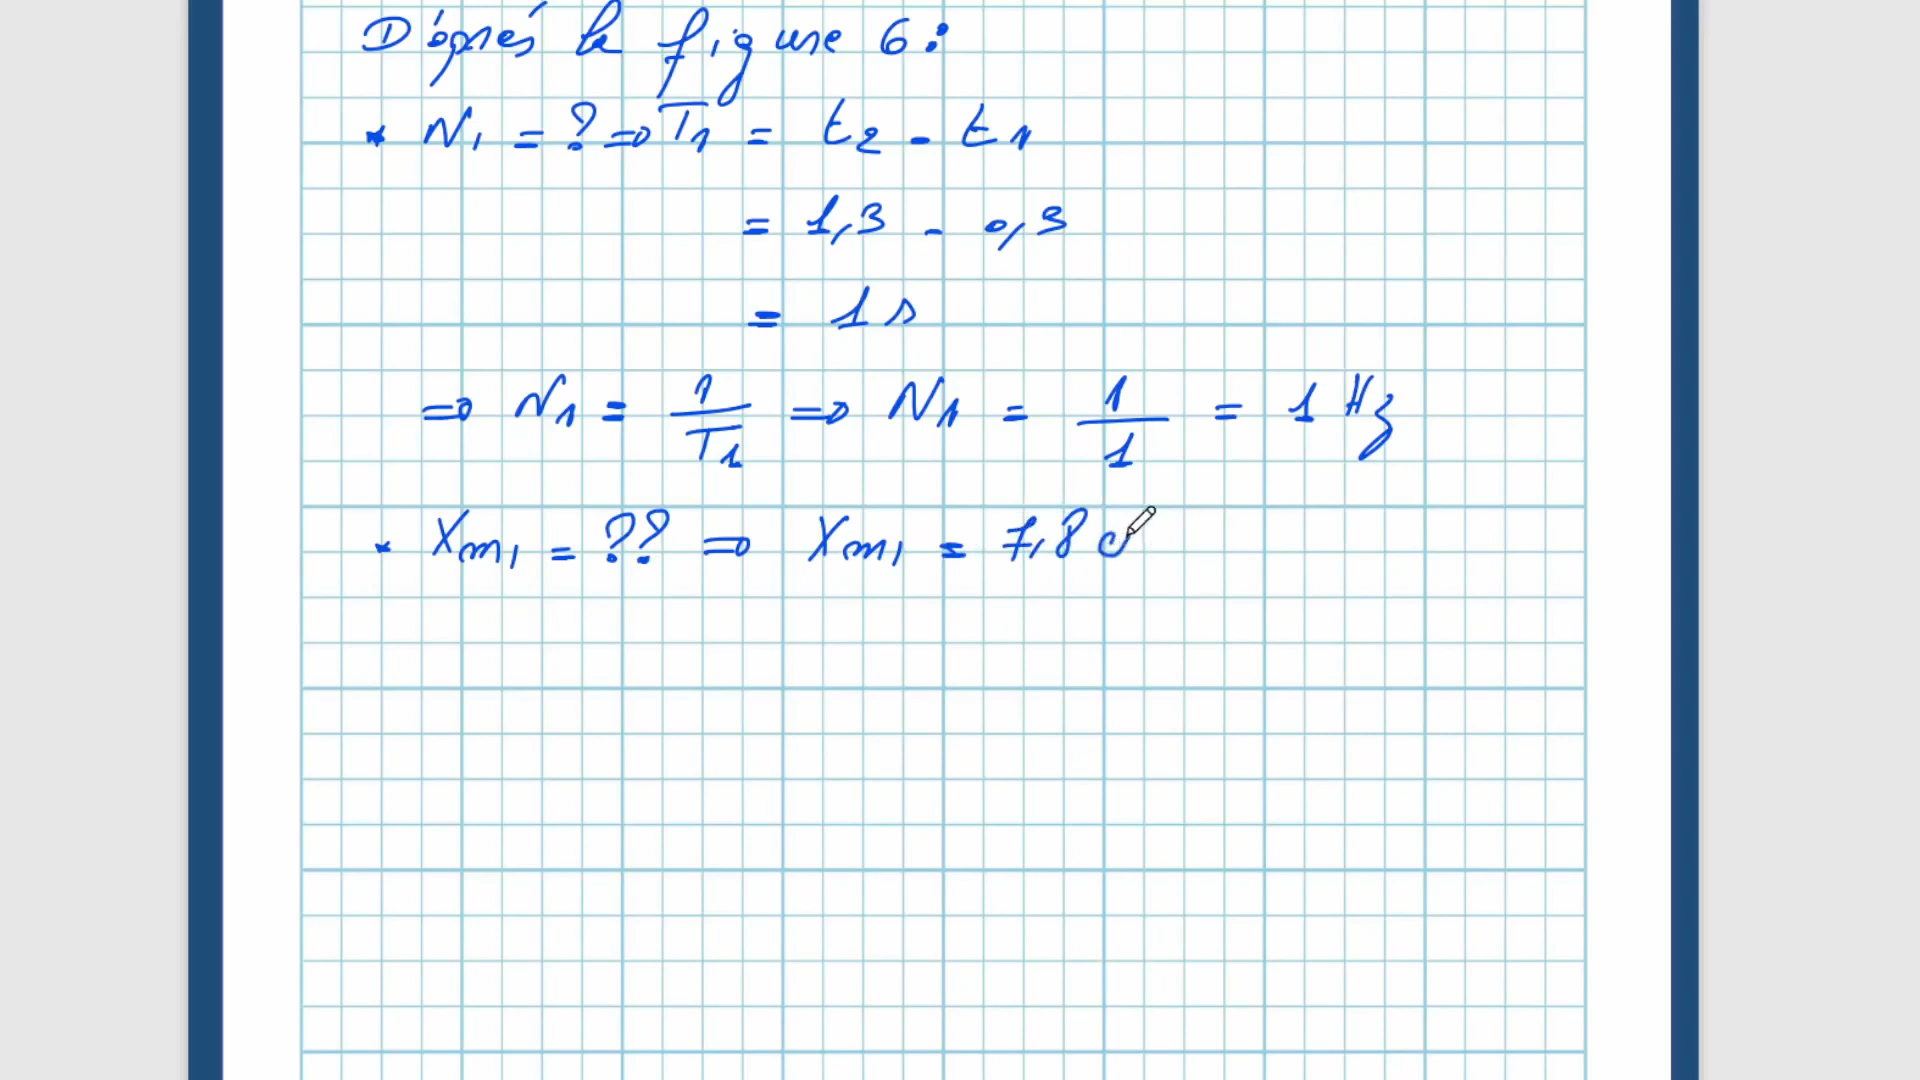 D'après la figure 6 :
* N1 = ? ⇒ T1 = t2 - t1
= 1,3 - 0,3
= 1 s
⇒ N1 = 1/T1 ⇒ N1 = 1/1 = 1 Hz
* Xm1 = ?? ⇒ Xm1 = 7,8 c